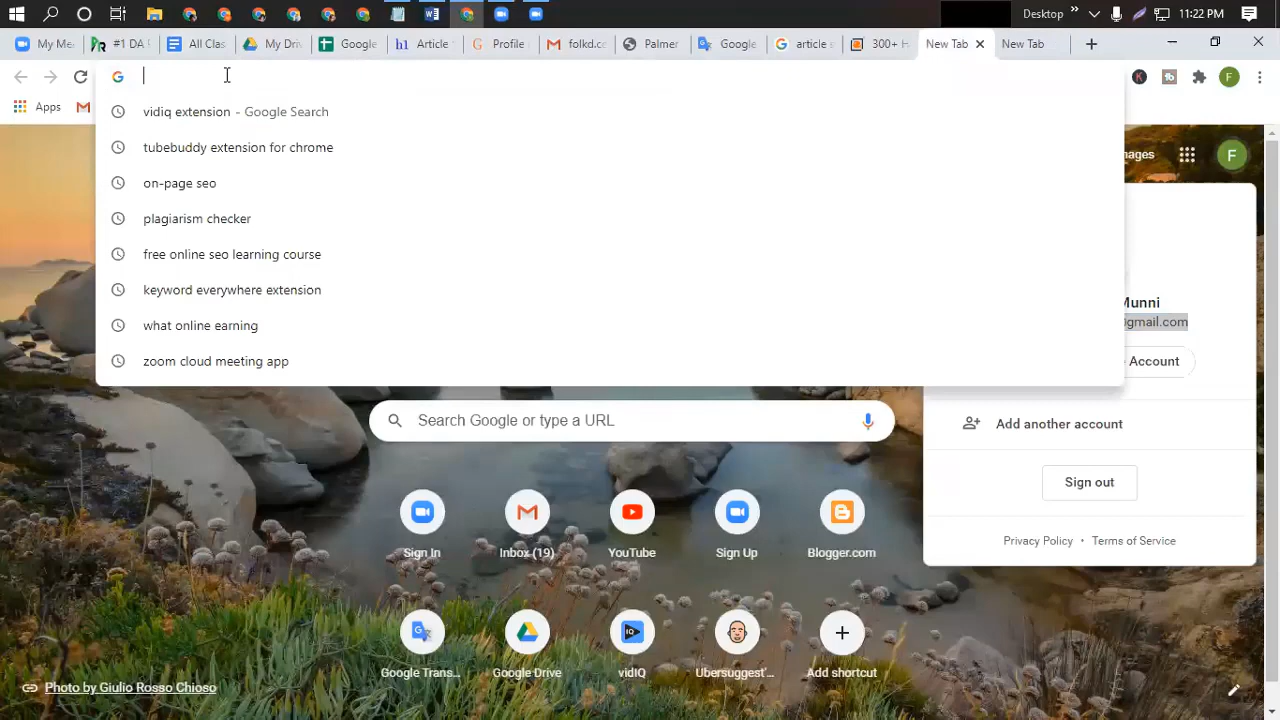 Desktop
11:22 PM
My Me
#1 DA
All Clas
My Driv
Google
Article
Profile
folkd.co
Palmer
Google
article s
300+ H
New Tab
New Tab
Apps
vidiq extension - Google Search
tubebuddy extension for chrome
on-page seo
plagiarism checker
free online seo learning course
keyword everywhere extension
what online earning
zoom cloud meeting app
mages
F
F
Munni
@gmail.com
Account
Add another account
Sign out
Privacy Policy • Terms of Service
Search Google or type a URL
Sign In
Inbox (19)
YouTube
Sign Up
Blogger.com
Google Trans...
Google Drive
vidIQ
Ubersuggest'...
Add shortcut
Photo by Giulio Rosso Chioso